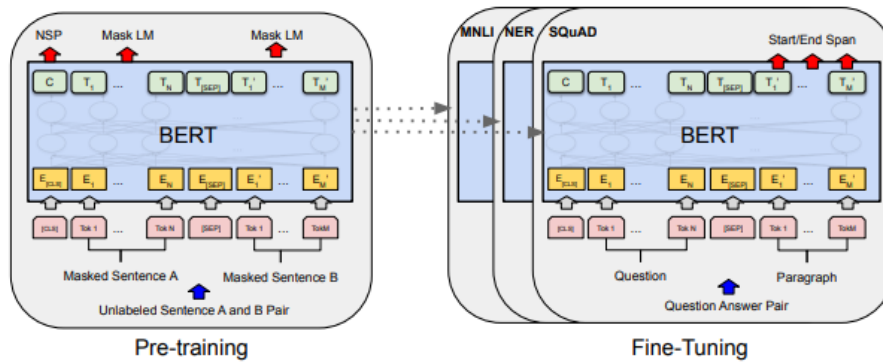 NSP Mask LM Mask LM
C T1 ... TN T[SEP] T1' ... TM'
BERT
E[CLS] E1 ... EN E[SEP] E1' ... EM'
[CLS] Tok 1 ... Tok N [SEP] Tok 1 ... TokM
Masked Sentence A Masked Sentence B
Unlabeled Sentence A and B Pair
Pre-training
MNLI NER SQuAD
Start/End Span
C T1 ... TN T[SEP] T1' ... TM'
BERT
E[CLS] E1 ... EN E[SEP] E1' ... EM'
[CLS] Tok 1 ... Tok N [SEP] Tok 1 ... TokM
Question Paragraph
Question Answer Pair
Fine-Tuning